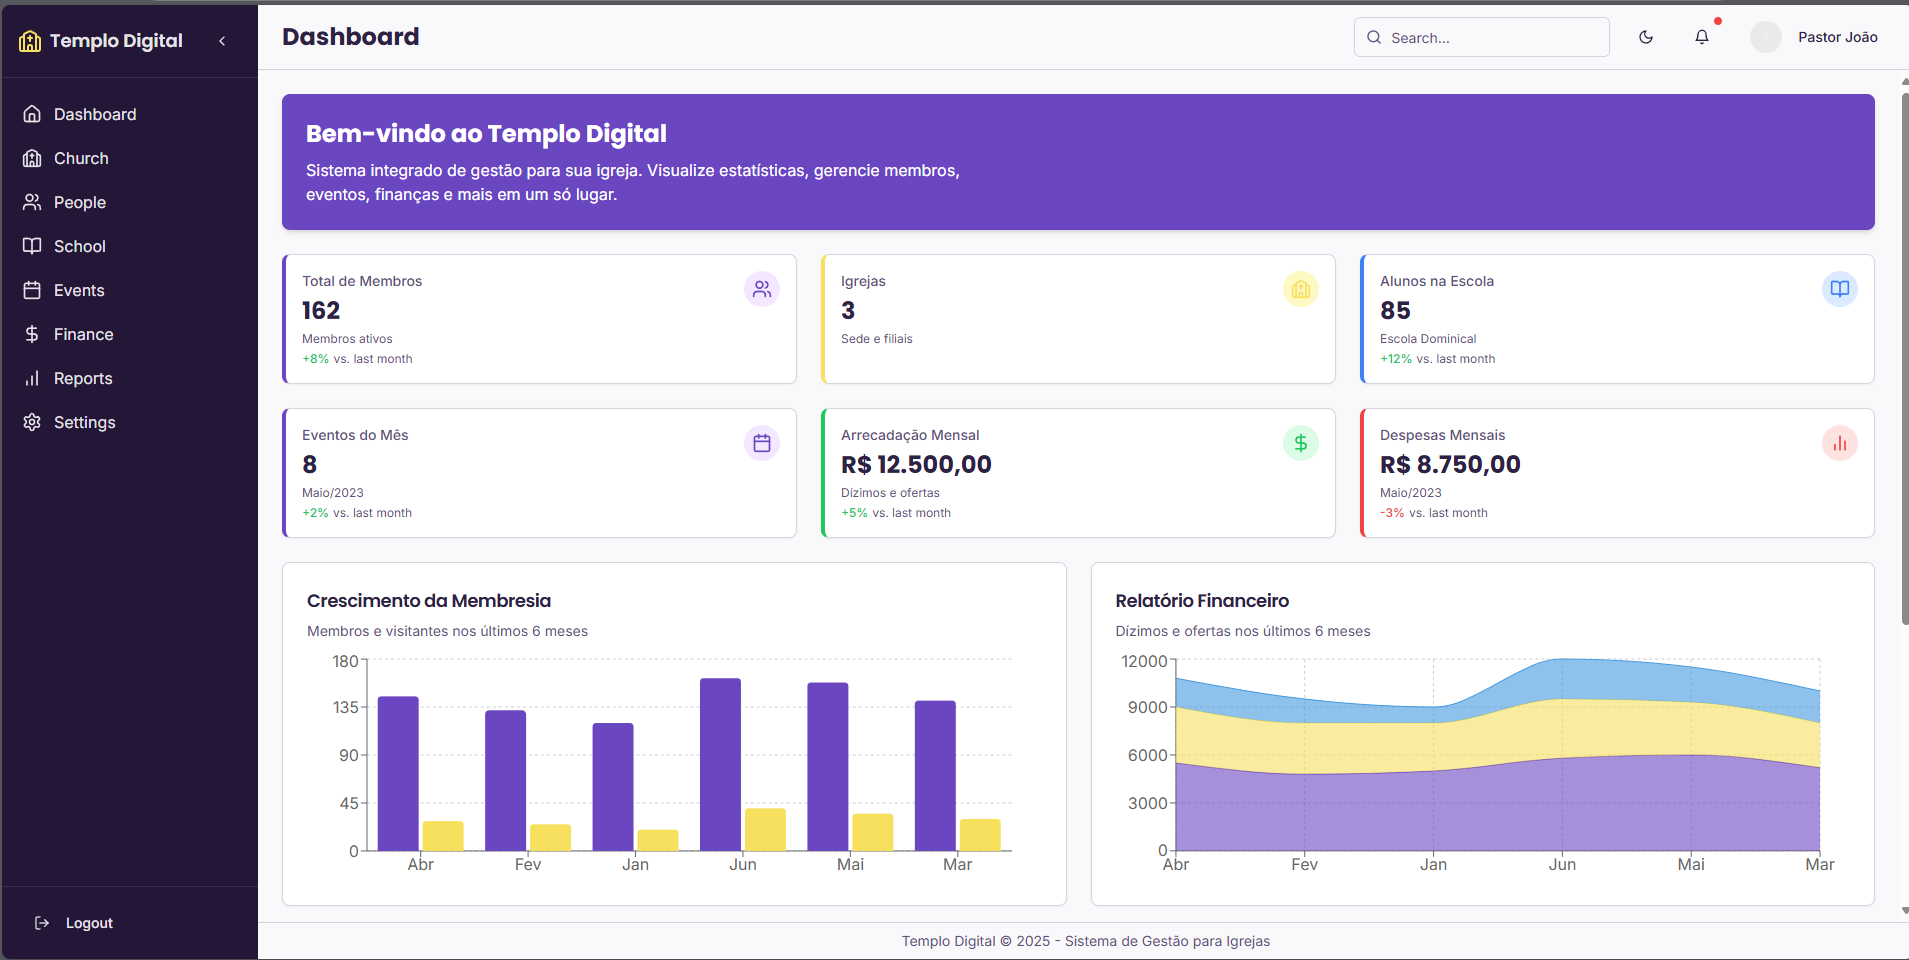 Templo Digital
Dashboard
Church
People
School
Events
Finance
Reports
Settings
Logout
Dashboard
Search...
Pastor João
Bem-vindo ao Templo Digital
Sistema integrado de gestão para sua igreja. Visualize estatísticas, gerencie membros,
eventos, finanças e mais em um só lugar.
Total de Membros
162
Membros ativos
+8% vs. last month
Igrejas
3
Sede e filiais
Alunos na Escola
85
Escola Dominical
+12% vs. last month
Eventos do Mês
8
Maio/2023
+2% vs. last month
Arrecadação Mensal
R$ 12.500,00
Dízimos e ofertas
+5% vs. last month
Despesas Mensais
R$ 8.750,00
Maio/2023
-3% vs. last month
Crescimento da Membresia
Membros e visitantes nos últimos 6 meses
180
135
90
45
0
Abr Fev Jan Jun Mai Mar
Relatório Financeiro
Dízimos e ofertas nos últimos 6 meses
12000
9000
6000
3000
0
Abr Fev Jan Jun Mai Mar
Templo Digital © 2025 - Sistema de Gestão para Igrejas